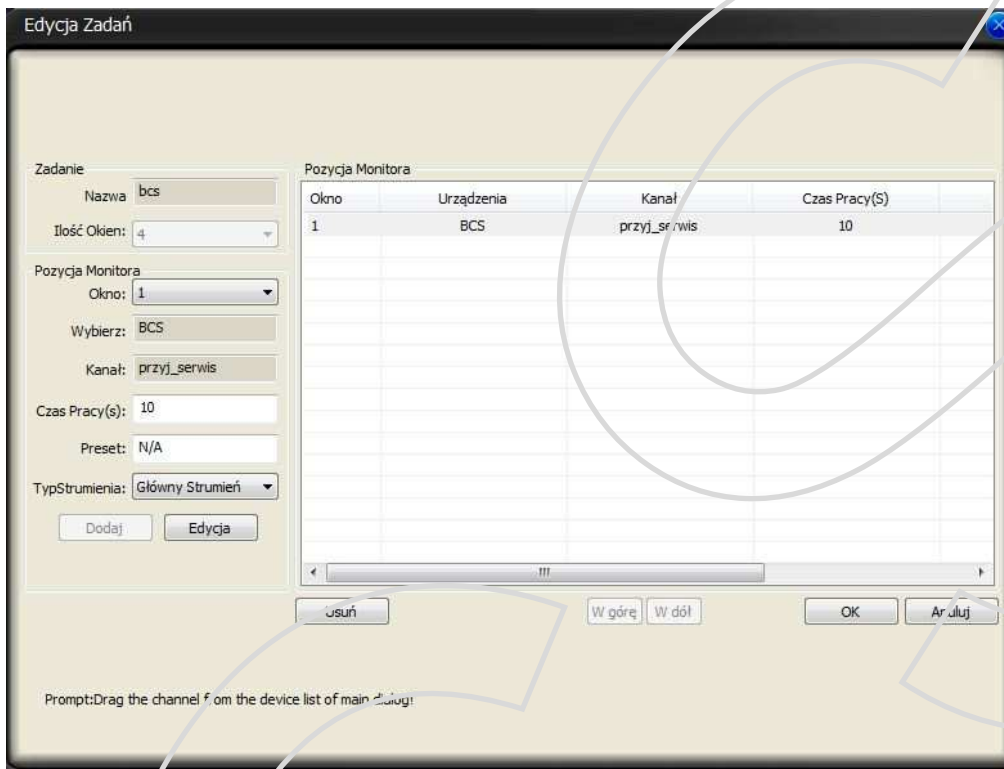 Edycja Zadań
Zadanie
Nazwa bcs
Ilość Okien: 4
Pozycja Monitora
Okno: 1
Wybierz: BCS
Kanał: przyj_serwis
Czas Pracy(s): 10
Preset: N/A
TypStrumienia: Główny Strumień
Dodaj Edycja
Pozycja Monitora
Okno Urządzenia Kanał Czas Pracy(S)
1 BCS przyj_serwis 10
Usuń W górę W dół OK Anuluj
Prompt:Drag the channel from the device list of main dialog!